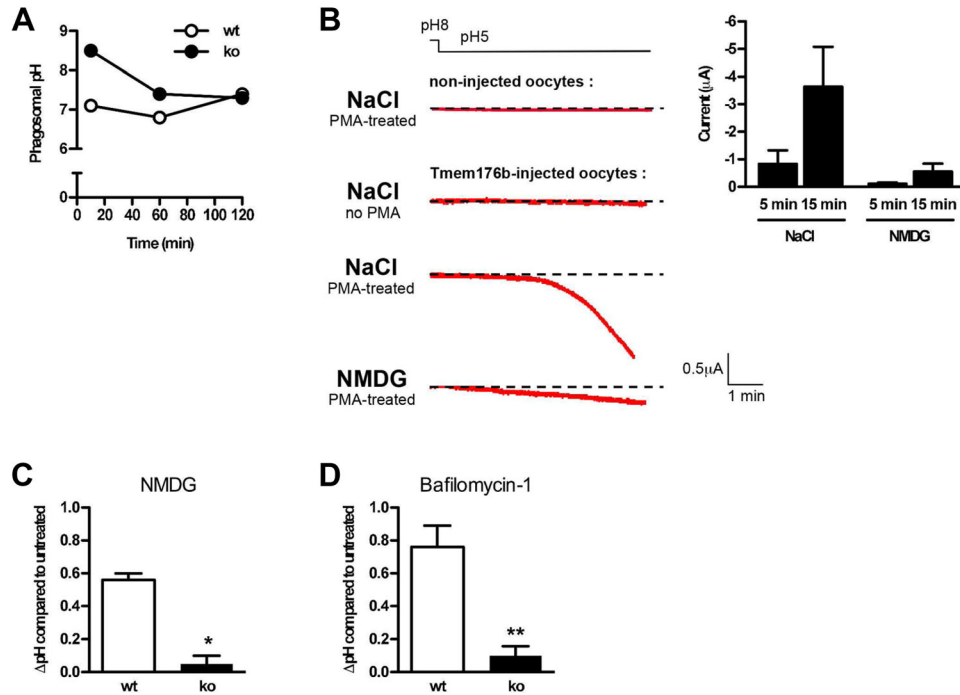 A
wt
ko
Phagosomal pH
9
8
7
6
0
0 20 40 60 80 100 120
Time (min)
B
pH8
pH5
non-injected oocytes :
NaCl
PMA-treated
Tmem176b-injected oocytes :
NaCl
no PMA
NaCl
PMA-treated
NMDG
PMA-treated
0.5µA
1 min
Current (µA)
-6
-5
-4
-3
-2
-1
0
5 min 15 min 5 min 15 min
NaCl NMDG
C
NMDG
ΔpH compared to untreated
1.0
0.8
0.6
0.4
0.2
0.0
*
wt ko
D
Bafilomycin-1
ΔpH compared to untreated
1.0
0.8
0.6
0.4
0.2
0.0
**
wt ko